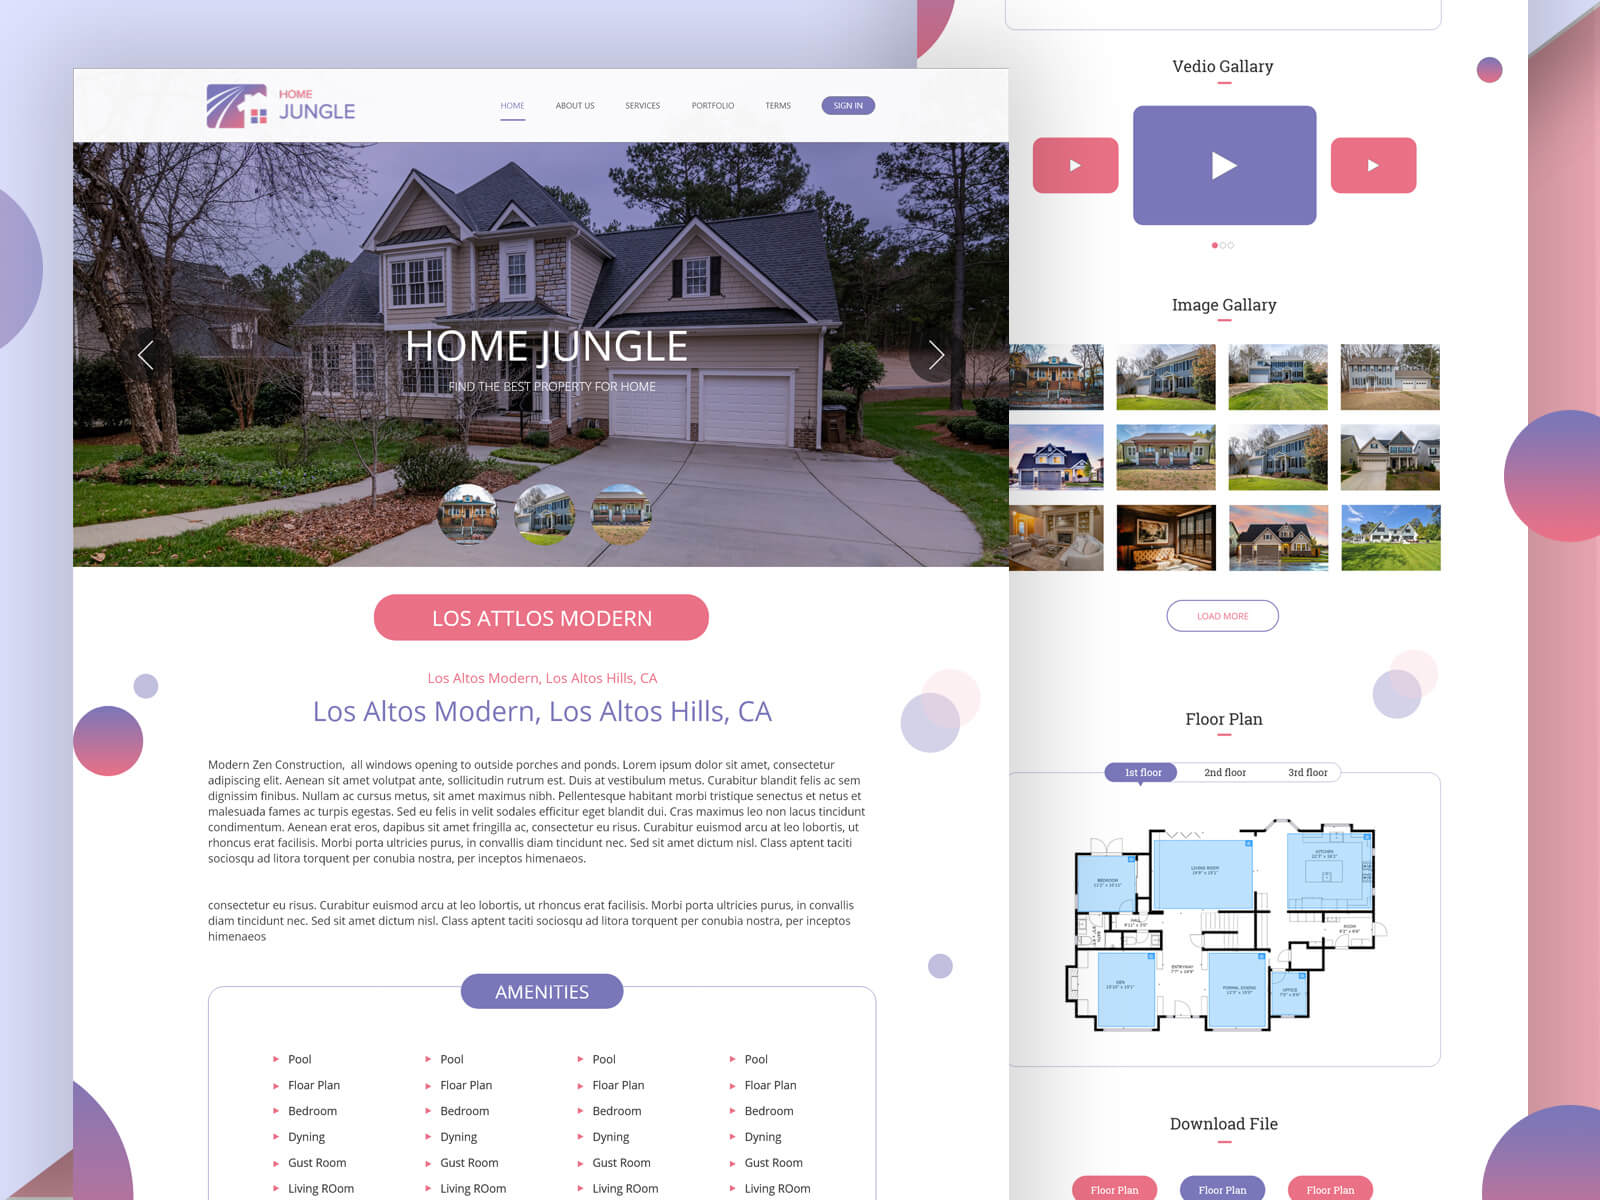 HOME
JUNGLE
HOME
ABOUT US
SERVICES
PORTFOLIO
TERMS
SIGN IN
HOME JUNGLE
FIND THE BEST PROPERTY FOR HOME
LOS ATTLOS MODERN
Los Altos Modern, Los Altos Hills, CA
Los Altos Modern, Los Altos Hills, CA
Modern Zen Construction,  all windows opening to outside porches and ponds. Lorem ipsum dolor sit amet, consectetur
adipiscing elit. Aenean sit amet volutpat ante, sollicitudin rutrum est. Duis at vestibulum metus. Curabitur blandit felis ac sem
dignissim finibus. Nullam ac cursus metus, sit amet maximus nibh. Pellentesque habitant morbi tristique senectus et netus et
malesuada fames ac turpis egestas. Sed eu felis in velit sodales efficitur eget blandit dui. Cras maximus leo non lacus tincidunt
condimentum. Aenean erat eros, dapibus sit amet fringilla ac, consectetur eu risus. Curabitur euismod arcu at leo lobortis, ut
rhoncus erat facilisis. Morbi porta ultricies purus, in convallis diam tincidunt nec. Sed sit amet dictum nisl. Class aptent taciti
sociosqu ad litora torquent per conubia nostra, per inceptos himenaeos.
consectetur eu risus. Curabitur euismod arcu at leo lobortis, ut rhoncus erat facilisis. Morbi porta ultricies purus, in convallis
diam tincidunt nec. Sed sit amet dictum nisl. Class aptent taciti sociosqu ad litora torquent per conubia nostra, per inceptos
himenaeos
AMENITIES
Pool
Pool
Pool
Pool
Floar Plan
Floar Plan
Floar Plan
Floar Plan
Bedroom
Bedroom
Bedroom
Bedroom
Dyning
Dyning
Dyning
Dyning
Gust Room
Gust Room
Gust Room
Gust Room
Living ROom
Living ROom
Living ROom
Living ROom
Vedio Gallary
Image Gallary
LOAD MORE
Floor Plan
1st floor
2nd floor
3rd floor
LIVING ROOM
KITCHEN
BEDROOM
HALL
ROOM
ENTRYWAY
DEN
FORMAL DINING
OFFICE
Download File
Floor Plan
Floor Plan
Floor Plan